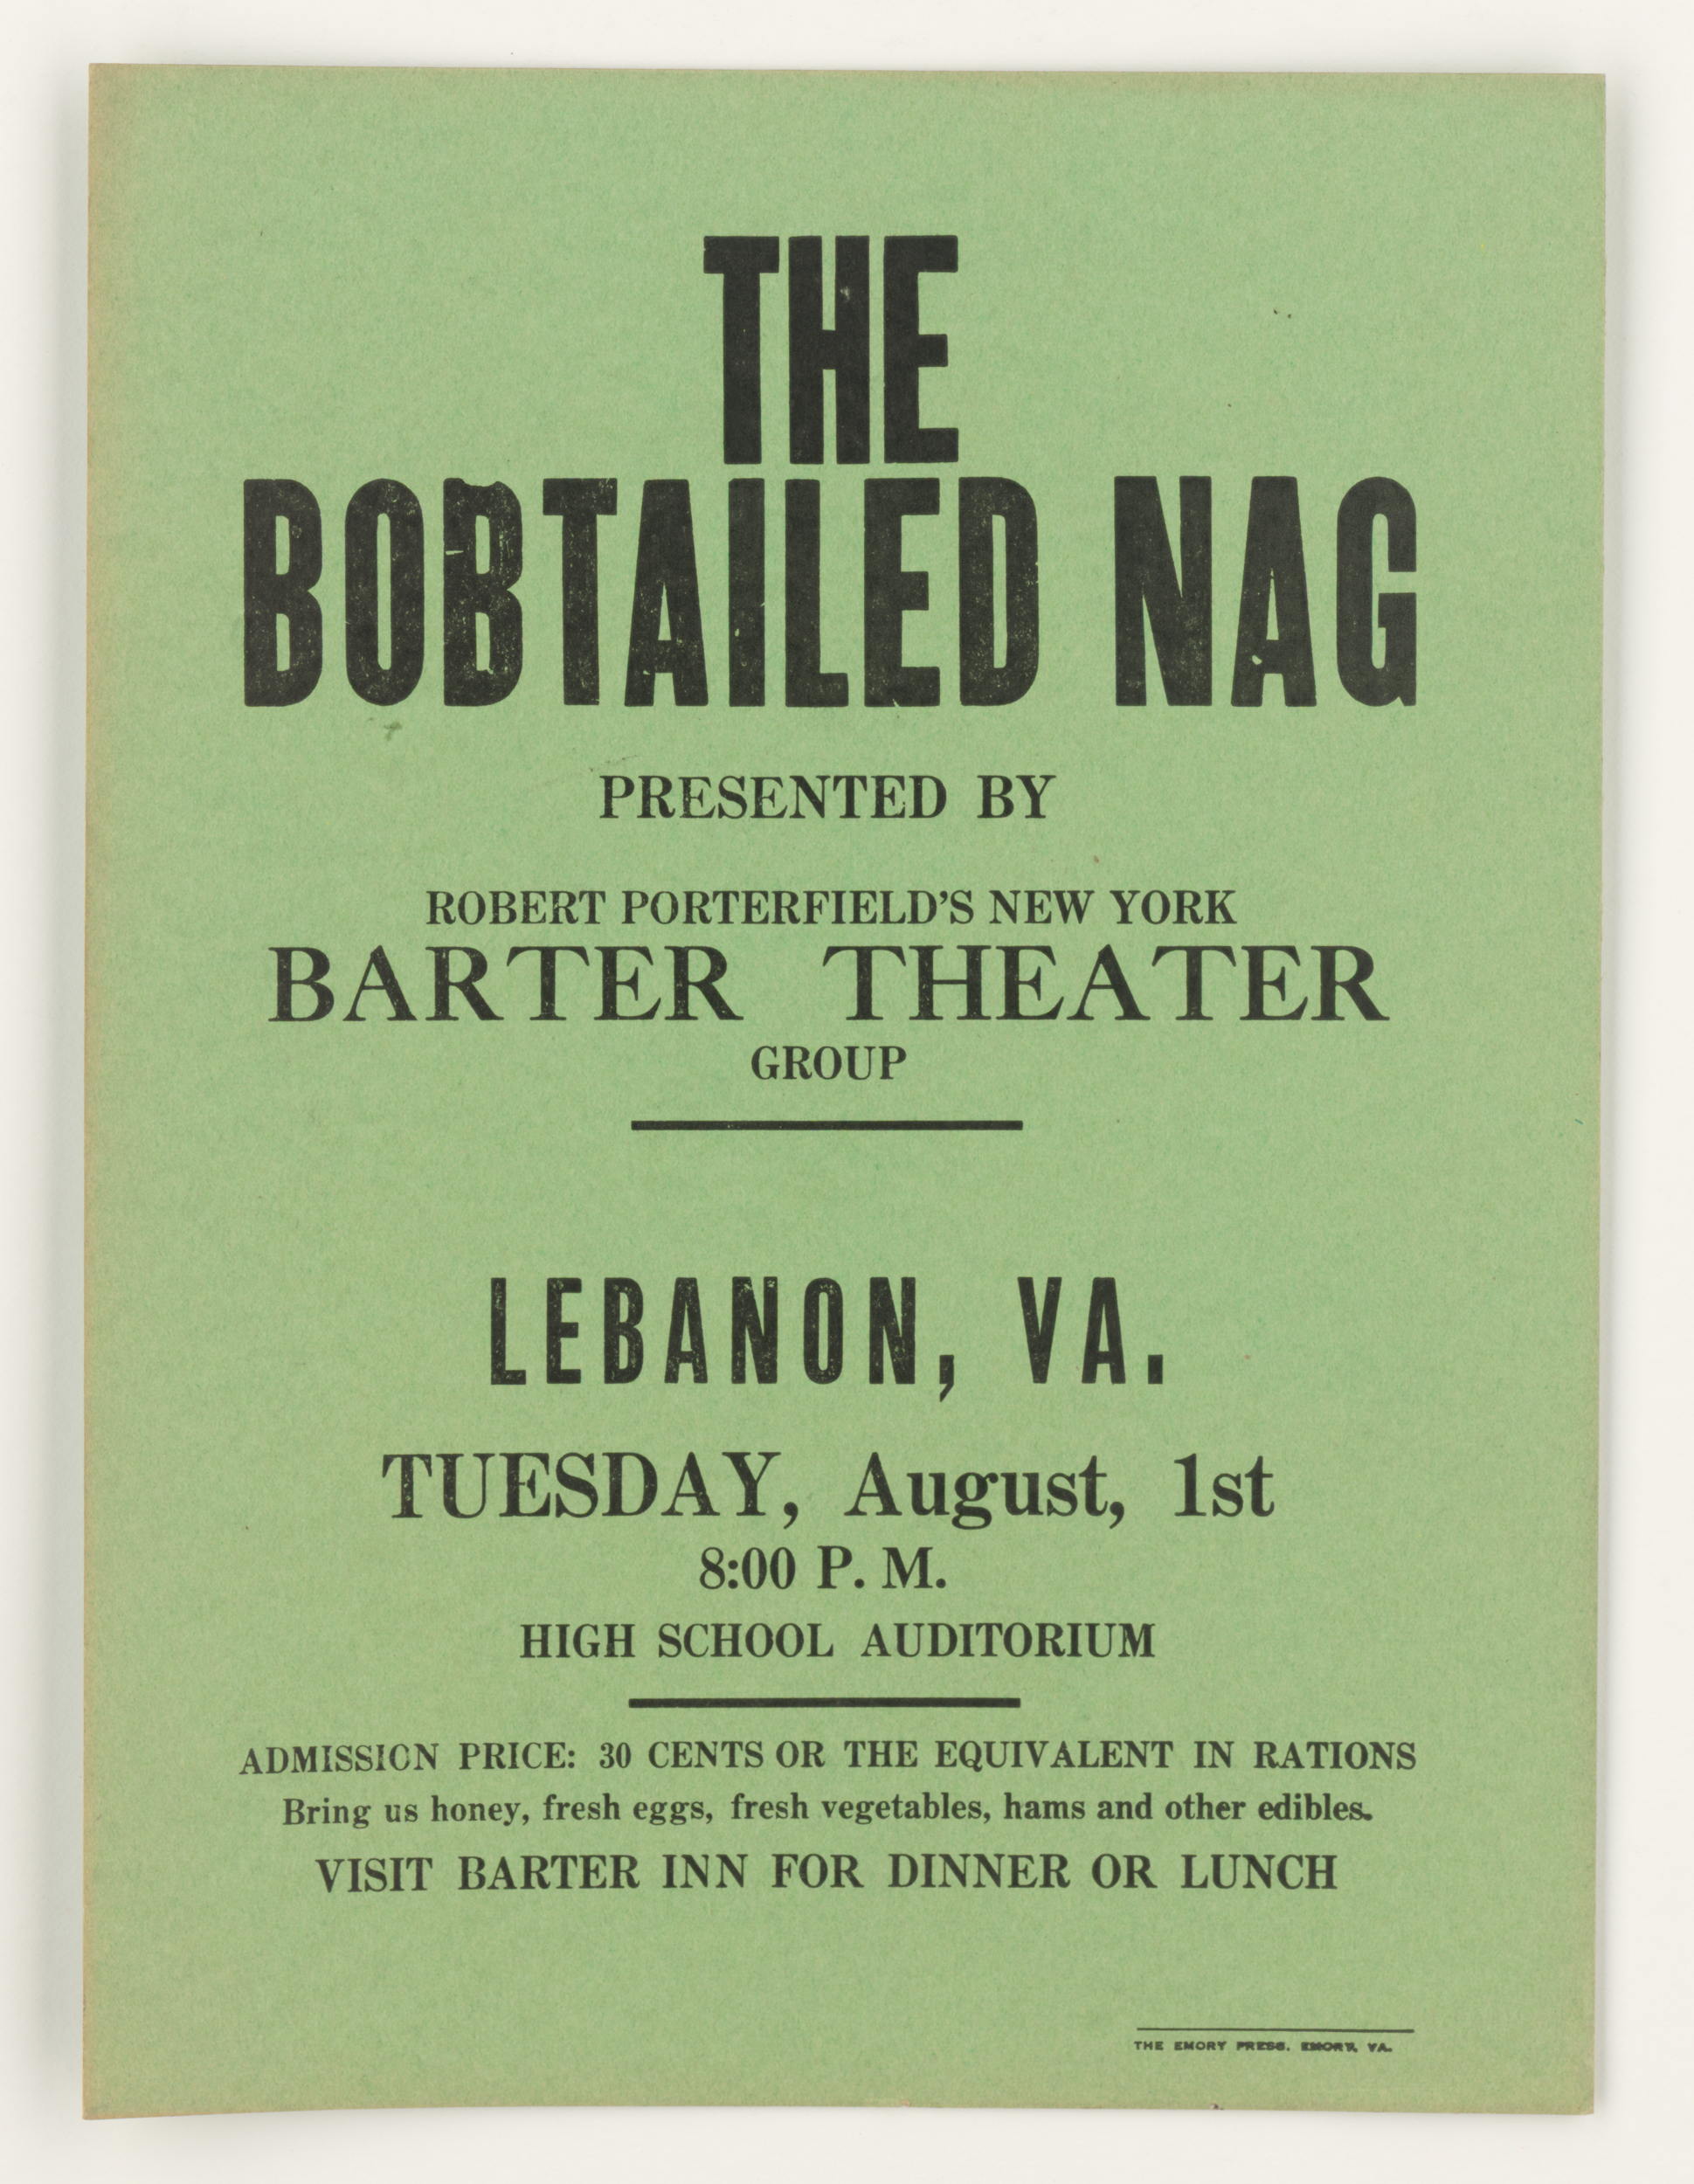 THE
BOBTAILED NAG
PRESENTED BY
ROBERT PORTERFIELD'S NEW YORK
BARTER THEATER
GROUP
LEBANON, VA.
TUESDAY, August, 1st
8:00 P. M.
HIGH SCHOOL AUDITORIUM
ADMISSION PRICE: 30 CENTS OR THE EQUIVALENT IN RATIONS
Bring us honey, fresh eggs, fresh vegetables, hams and other edibles.
VISIT BARTER INN FOR DINNER OR LUNCH
THE EMORY PRESS, EMORY, VA.